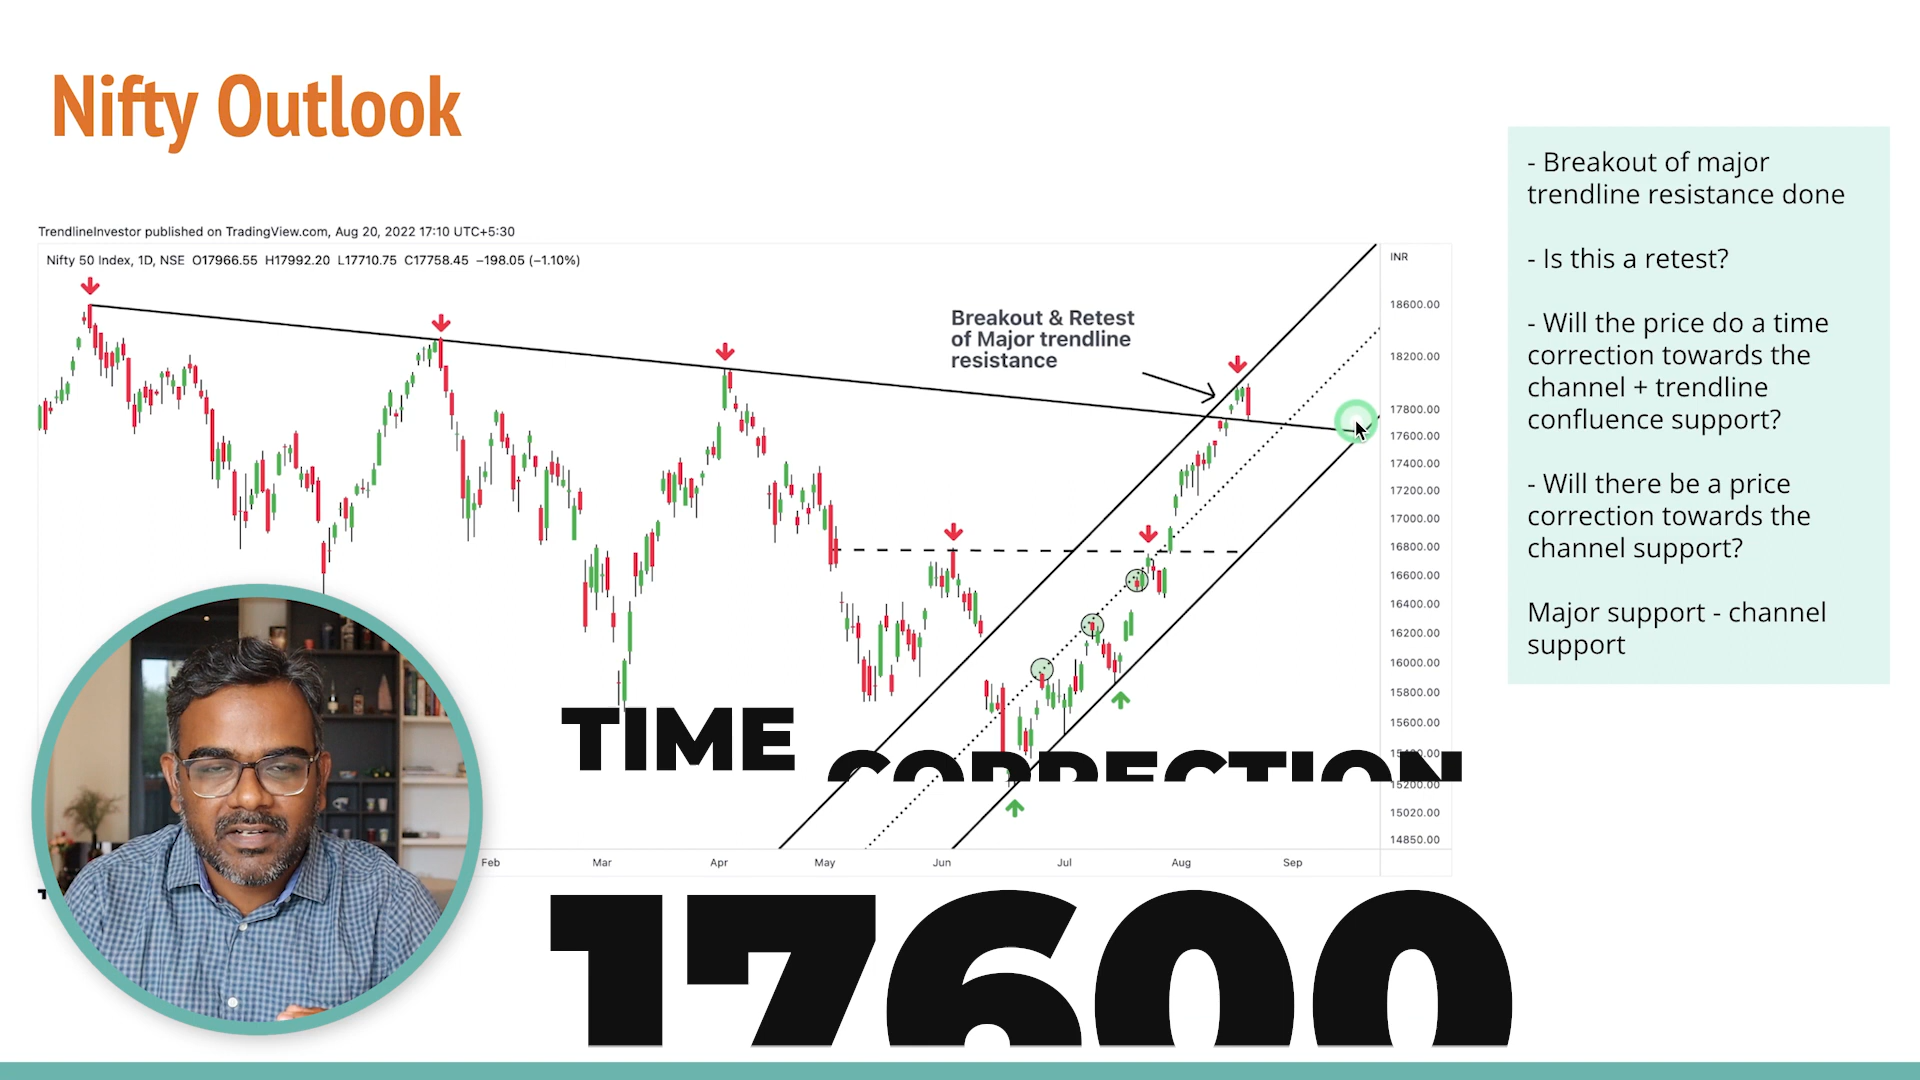 Nifty Outlook
TrendlineInvestor published on TradingView.com, Aug 20, 2022 17:10 UTC+5:30
Nifty 50 Index, 1D, NSE O17966.55 H17992.20 L17710.75 C17758.45 −198.05 (−1.10%)
INR
Breakout & Retest
of Major trendline
resistance
18600.00
18200.00
17800.00
17600.00
17400.00
17200.00
17000.00
16800.00
16600.00
16400.00
16200.00
16000.00
15800.00
15600.00
15400.00
15200.00
15020.00
14850.00
TIME
CORRECTION
Feb Mar Apr May Jun Jul Aug Sep
17600
- Breakout of major
trendline resistance done
- Is this a retest?
- Will the price do a time
correction towards the
channel + trendline
confluence support?
- Will there be a price
correction towards the
channel support?
Major support - channel
support